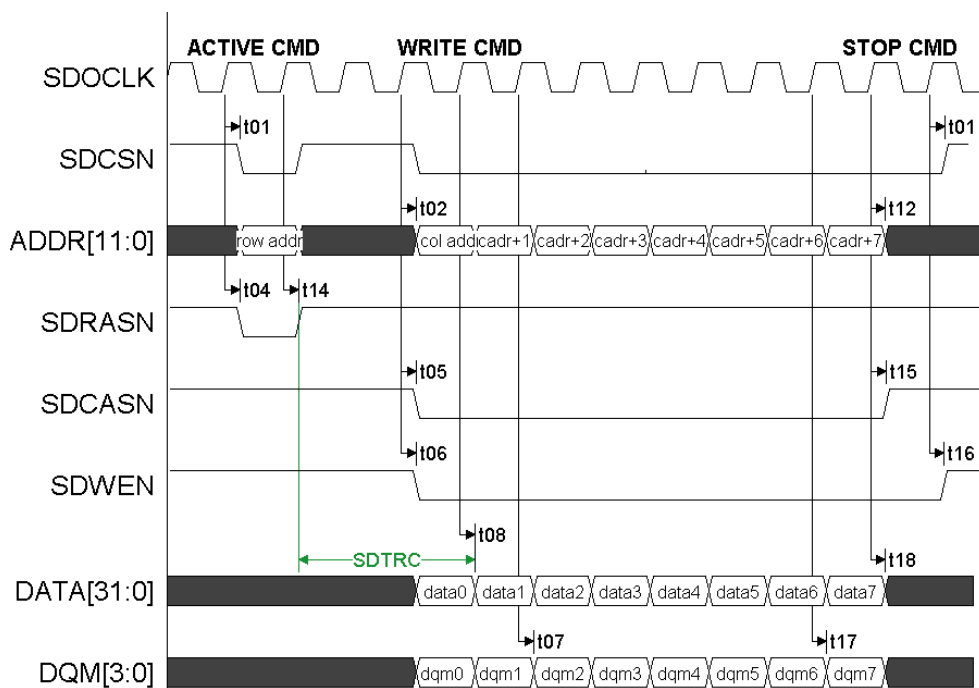 ACTIVE CMD WRITE CMD STOP CMD
SDOCLK
t01 t01
SDCSN
t02 t12
ADDR[11:0] row addr col add cadr+1 cadr+2 cadr+3 cadr+4 cadr+5 cadr+6 cadr+7
t04 t14
SDRASN
t05 t15
SDCASN
t06 t16
SDWEN
t08
SDTRC t18
DATA[31:0] data0 data1 data2 data3 data4 data5 data6 data7
t07 t17
DQM[3:0] dqm0 dqm1 dqm2 dqm3 dqm4 dqm5 dqm6 dqm7